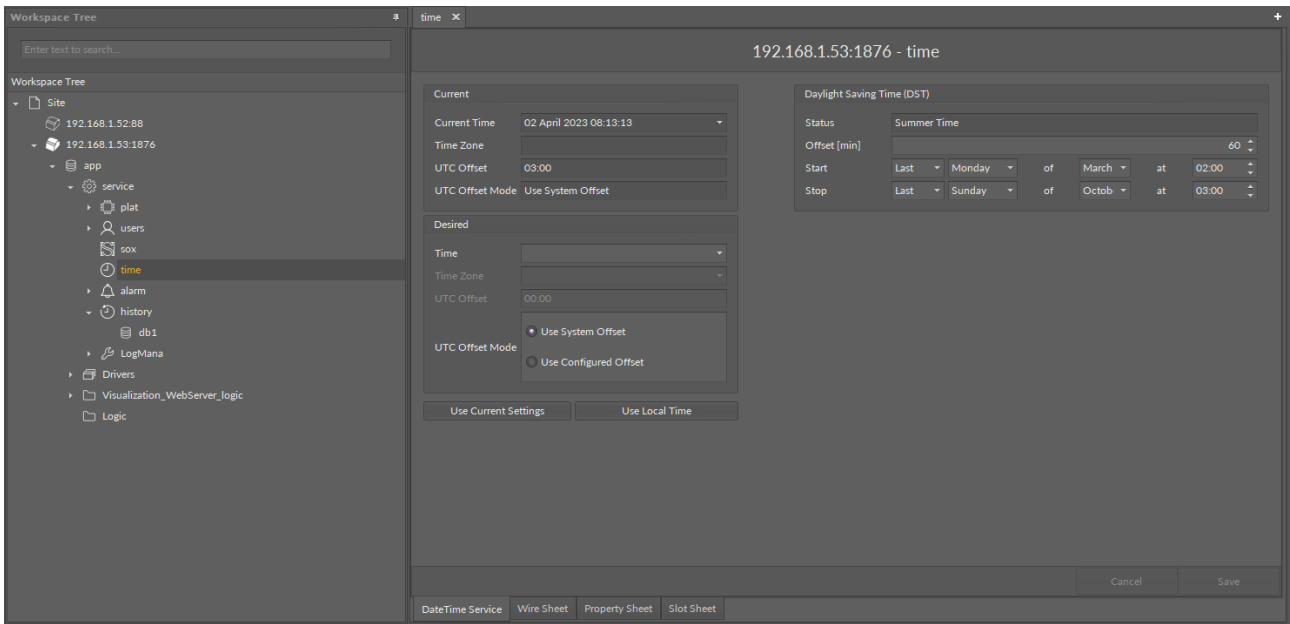 Workspace Tree
Enter text to search...
Workspace Tree
Site
192.168.1.52:88
192.168.1.53:1876
app
service
plat
users
sox
time
alarm
history
db1
LogMana
Drivers
Visualization_WebServer_logic
Logic
time
192.168.1.53:1876 - time
Current
Current Time 02 April 2023 08:13:13
Time Zone
UTC Offset 03:00
UTC Offset Mode Use System Offset
Desired
Time
Time Zone
UTC Offset 00:00
UTC Offset Mode
Use System Offset
Use Configured Offset
Use Current Settings Use Local Time
Daylight Saving Time (DST)
Status Summer Time
Offset [min] 60
Start Last Monday of March at 02:00
Stop Last Sunday of Octob at 03:00
Cancel Save
DateTime Service Wire Sheet Property Sheet Slot Sheet